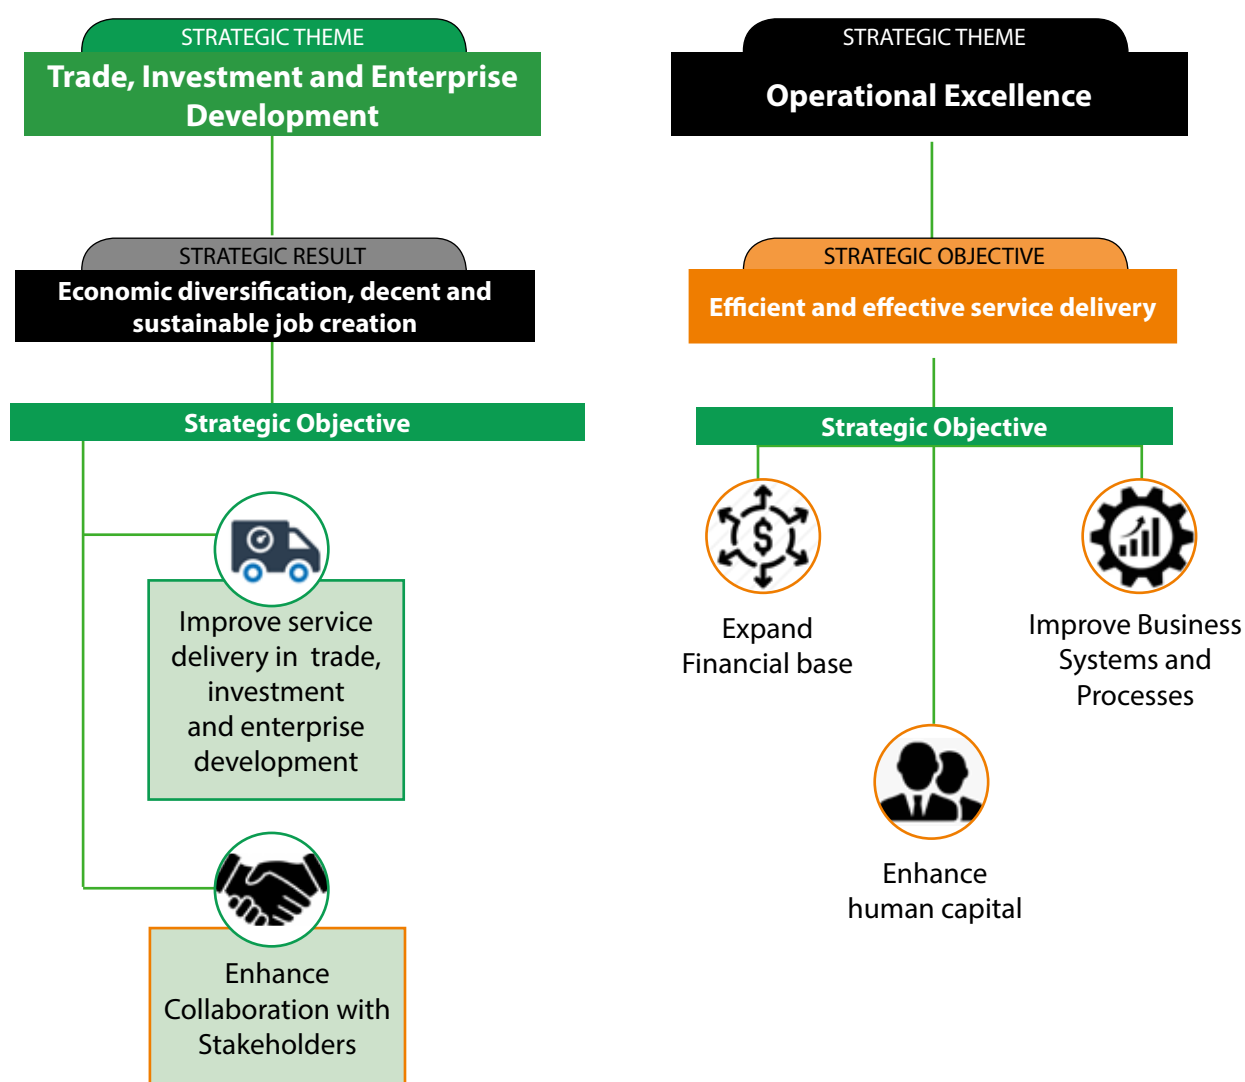 STRATEGIC THEME
Trade, Investment and Enterprise
Development
STRATEGIC RESULT
Economic diversification, decent and
sustainable job creation
Strategic Objective
Improve service
delivery in trade,
investment
and enterprise
development
Enhance
Collaboration with
Stakeholders
STRATEGIC THEME
Operational Excellence
STRATEGIC OBJECTIVE
Efficient and effective service delivery
Strategic Objective
$
Expand
Financial base
Enhance
human capital
Improve Business
Systems and
Processes